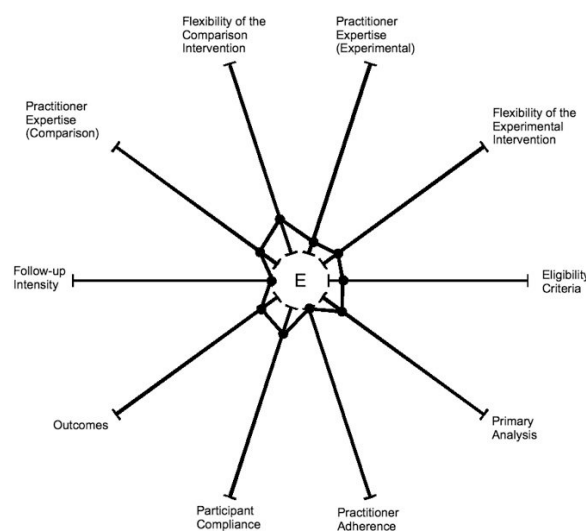 Flexibility of the
Comparison
Intervention
Practitioner
Expertise
(Experimental)
Practitioner
Expertise
(Comparison)
Flexibility of
the Experimental
Intervention
Follow-up
Intensity
E
Eligibility
Criteria
Outcomes
Primary
Analysis
Participant
Compliance
Practitioner
Adherence